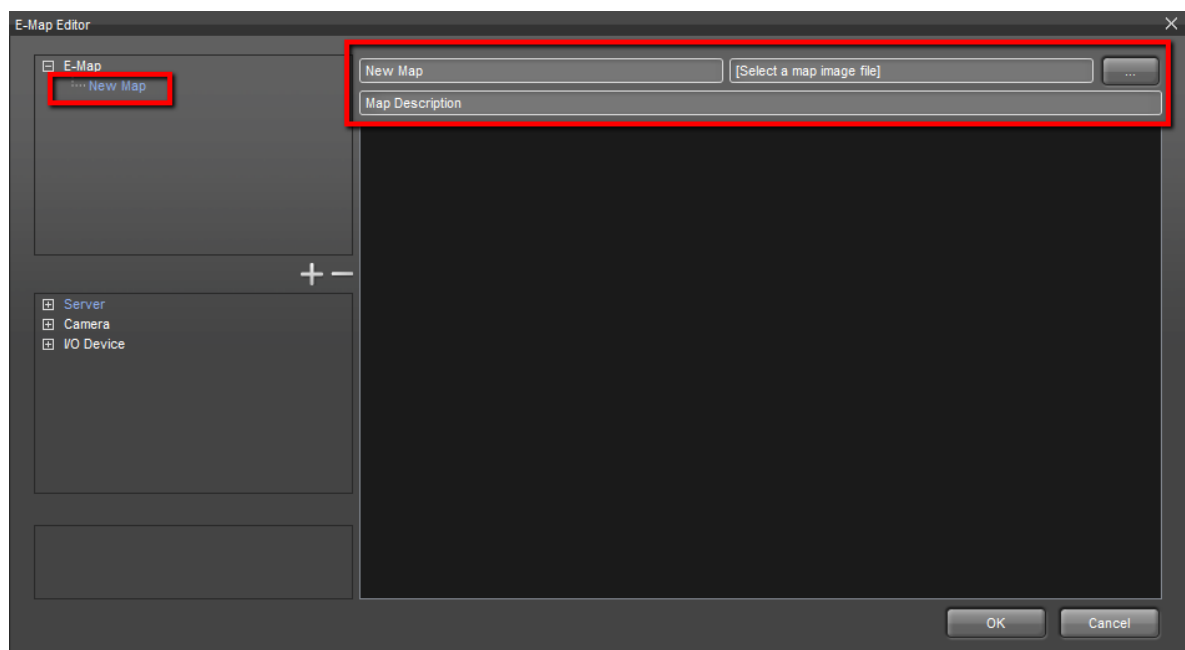 E-Map Editor
E-Map
New Map
New Map
[Select a map image file]
...
Map Description
Server
Camera
I/O Device
OK
Cancel